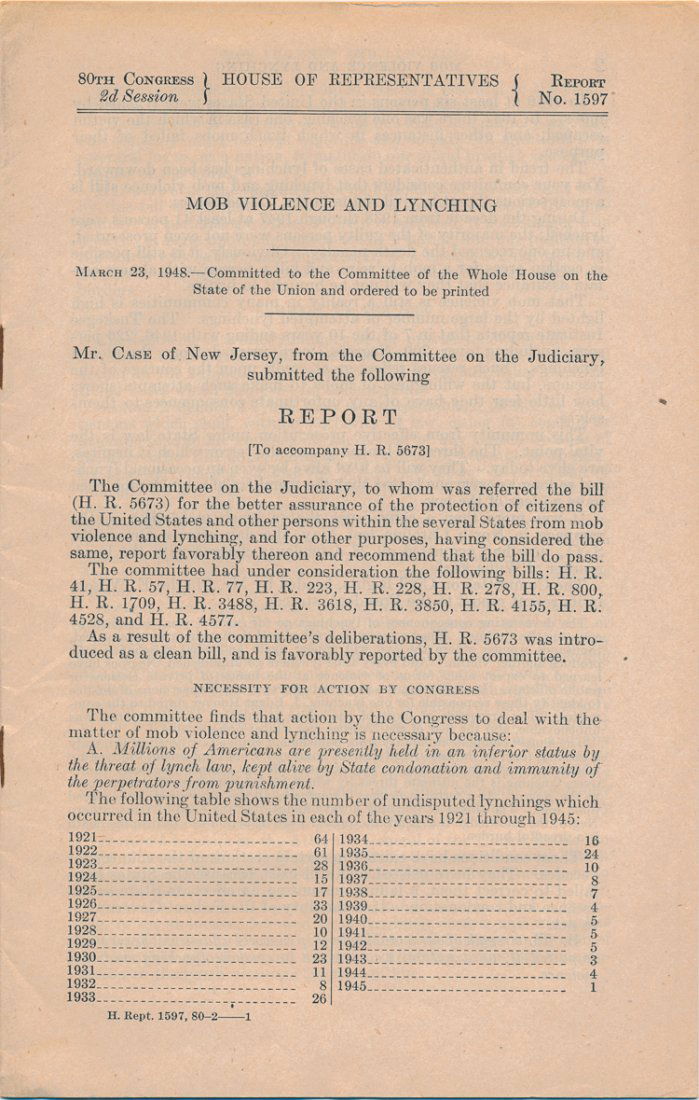 80TH CONGRESS } HOUSE OF REPRESENTATIVES { REPORT
2d Session } { No. 1597
MOB VIOLENCE AND LYNCHING
MARCH 23, 1948.—Committed to the Committee of the Whole House on the
State of the Union and ordered to be printed
Mr. CASE of New Jersey, from the Committee on the Judiciary,
submitted the following
REPORT
[To accompany H. R. 5673]
The Committee on the Judiciary, to whom was referred the bill
(H. R. 5673) for the better assurance of the protection of citizens of
the United States and other persons within the several States from mob
violence and lynching, and for other purposes, having considered the
same, report favorably thereon and recommend that the bill do pass.
The committee had under consideration the following bills: H. R.
41, H. R. 57, H. R. 77, H. R. 223, H. R. 228, H. R. 278, H. R. 800,
H. R. 1709, H. R. 3488, H. R. 3618, H. R. 3850, H. R. 4155, H. R.
4528, and H. R. 4577.
As a result of the committee's deliberations, H. R. 5673 was intro-
duced as a clean bill, and is favorably reported by the committee.
NECESSITY FOR ACTION BY CONGRESS
The committee finds that action by the Congress to deal with the
matter of mob violence and lynching is necessary because:
A. Millions of Americans are presently held in an inferior status by
the threat of lynch law, kept alive by State condonation and immunity of
the perpetrators from punishment.
The following table shows the number of undisputed lynchings which
occurred in the United States in each of the years 1921 through 1945:
1921 64 | 1934 16
1922 61 | 1935 24
1923 28 | 1936 10
1924 15 | 1937 8
1925 17 | 1938 7
1926 33 | 1939 4
1927 20 | 1940 5
1928 10 | 1941 5
1929 12 | 1942 5
1930 23 | 1943 3
1931 11 | 1944 4
1932 8 | 1945 1
1933 26
H. Rept. 1597, 80–2——1